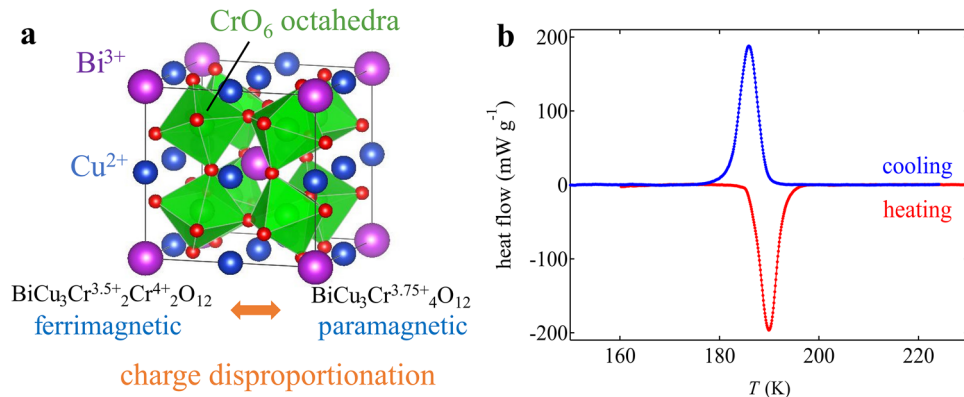 a
CrO₆ octahedra
Bi³⁺
Cu²⁺
BiCu₃Cr³·⁵⁺₂Cr⁴⁺₂O₁₂
BiCu₃Cr³·⁷⁵⁺₄O₁₂
ferrimagnetic
paramagnetic
charge disproportionation
b
200
100
0
-100
-200
heat flow (mW g⁻¹)
cooling
heating
160
180
200
220
T (K)